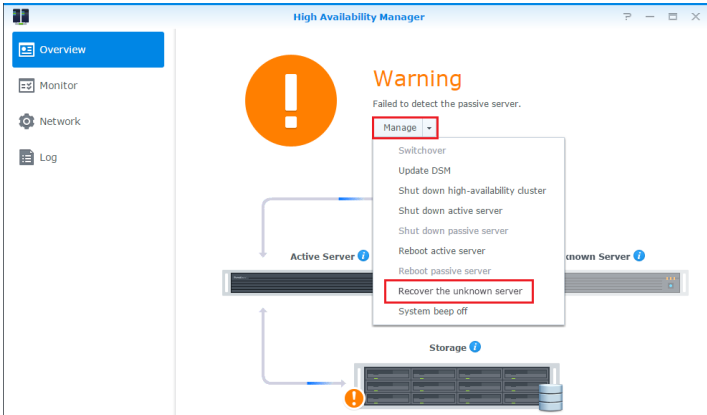 High Availability Manager
Overview
Monitor
Network
Log
Warning
Failed to detect the passive server.
Manage
Switchover
Update DSM
Shut down high-availability cluster
Shut down active server
Shut down passive server
Reboot active server
Reboot passive server
Recover the unknown server
System beep off
Active Server
known Server
Storage